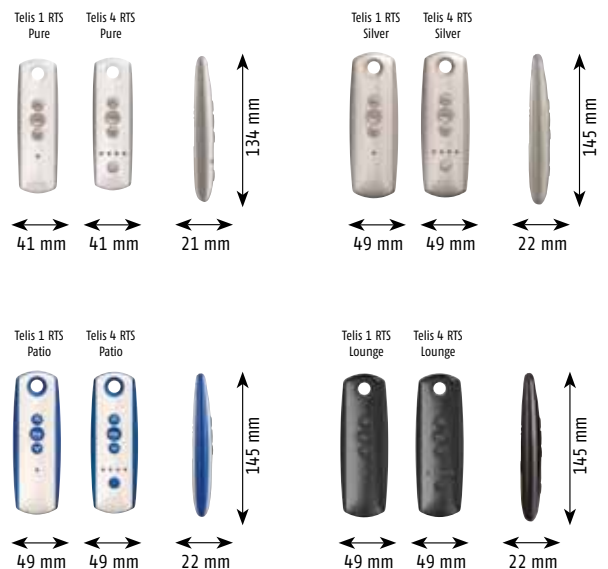 Telis 1 RTS
Pure
Telis 4 RTS
Pure
134 mm
41 mm
41 mm
21 mm
Telis 1 RTS
Silver
Telis 4 RTS
Silver
145 mm
49 mm
49 mm
22 mm
Telis 1 RTS
Patio
Telis 4 RTS
Patio
145 mm
49 mm
49 mm
22 mm
Telis 1 RTS
Lounge
Telis 4 RTS
Lounge
145 mm
49 mm
49 mm
22 mm